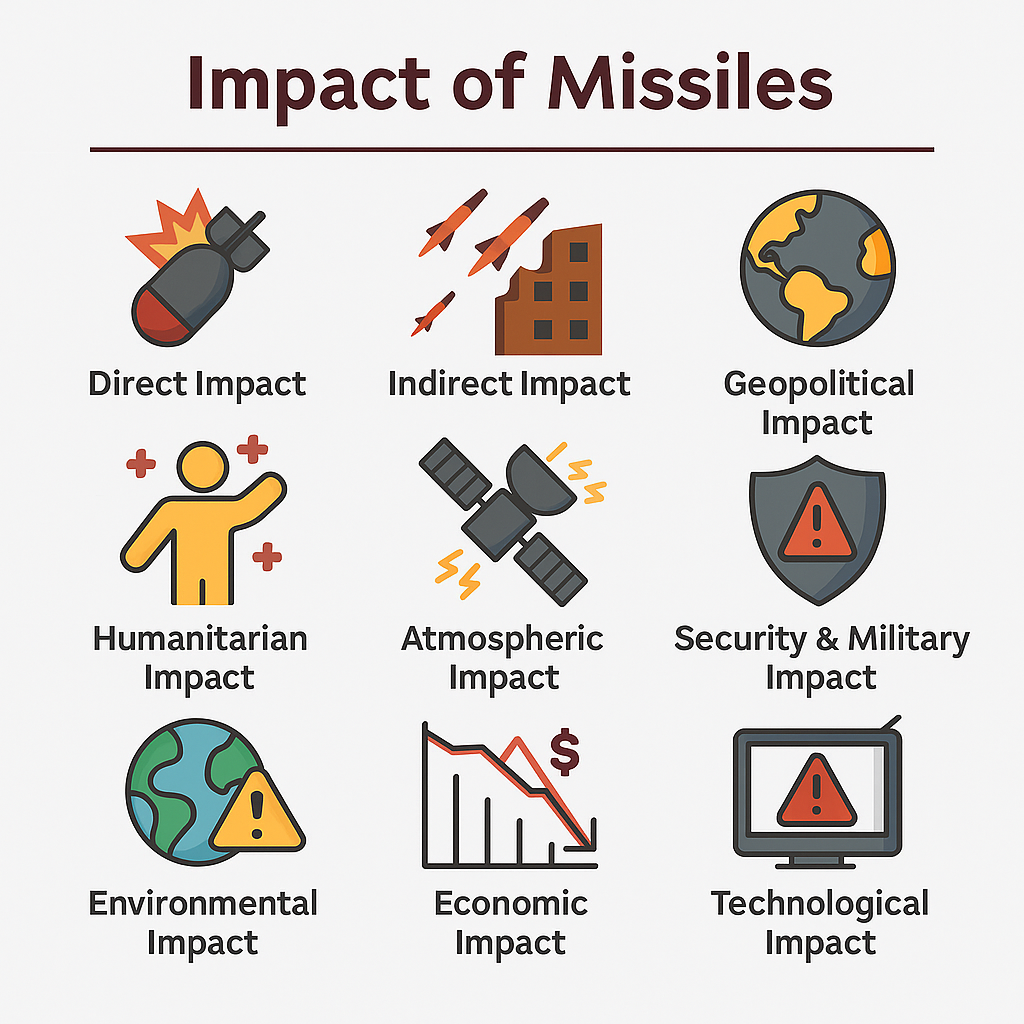 Impact of Missiles
Direct Impact
Indirect Impact
Geopolitical
Impact
Humanitarian
Impact
Atmospheric
Impact
Security & Military
Impact
$
Environmental
Impact
Economic
Impact
Technological
Impact